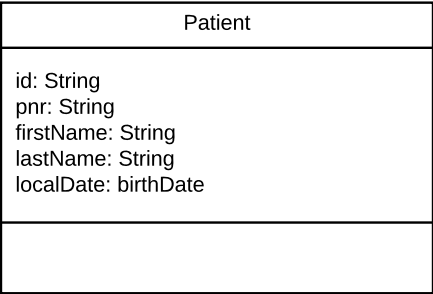 Patient
id: String
pnr: String
firstName: String
lastName: String
localDate: birthDate